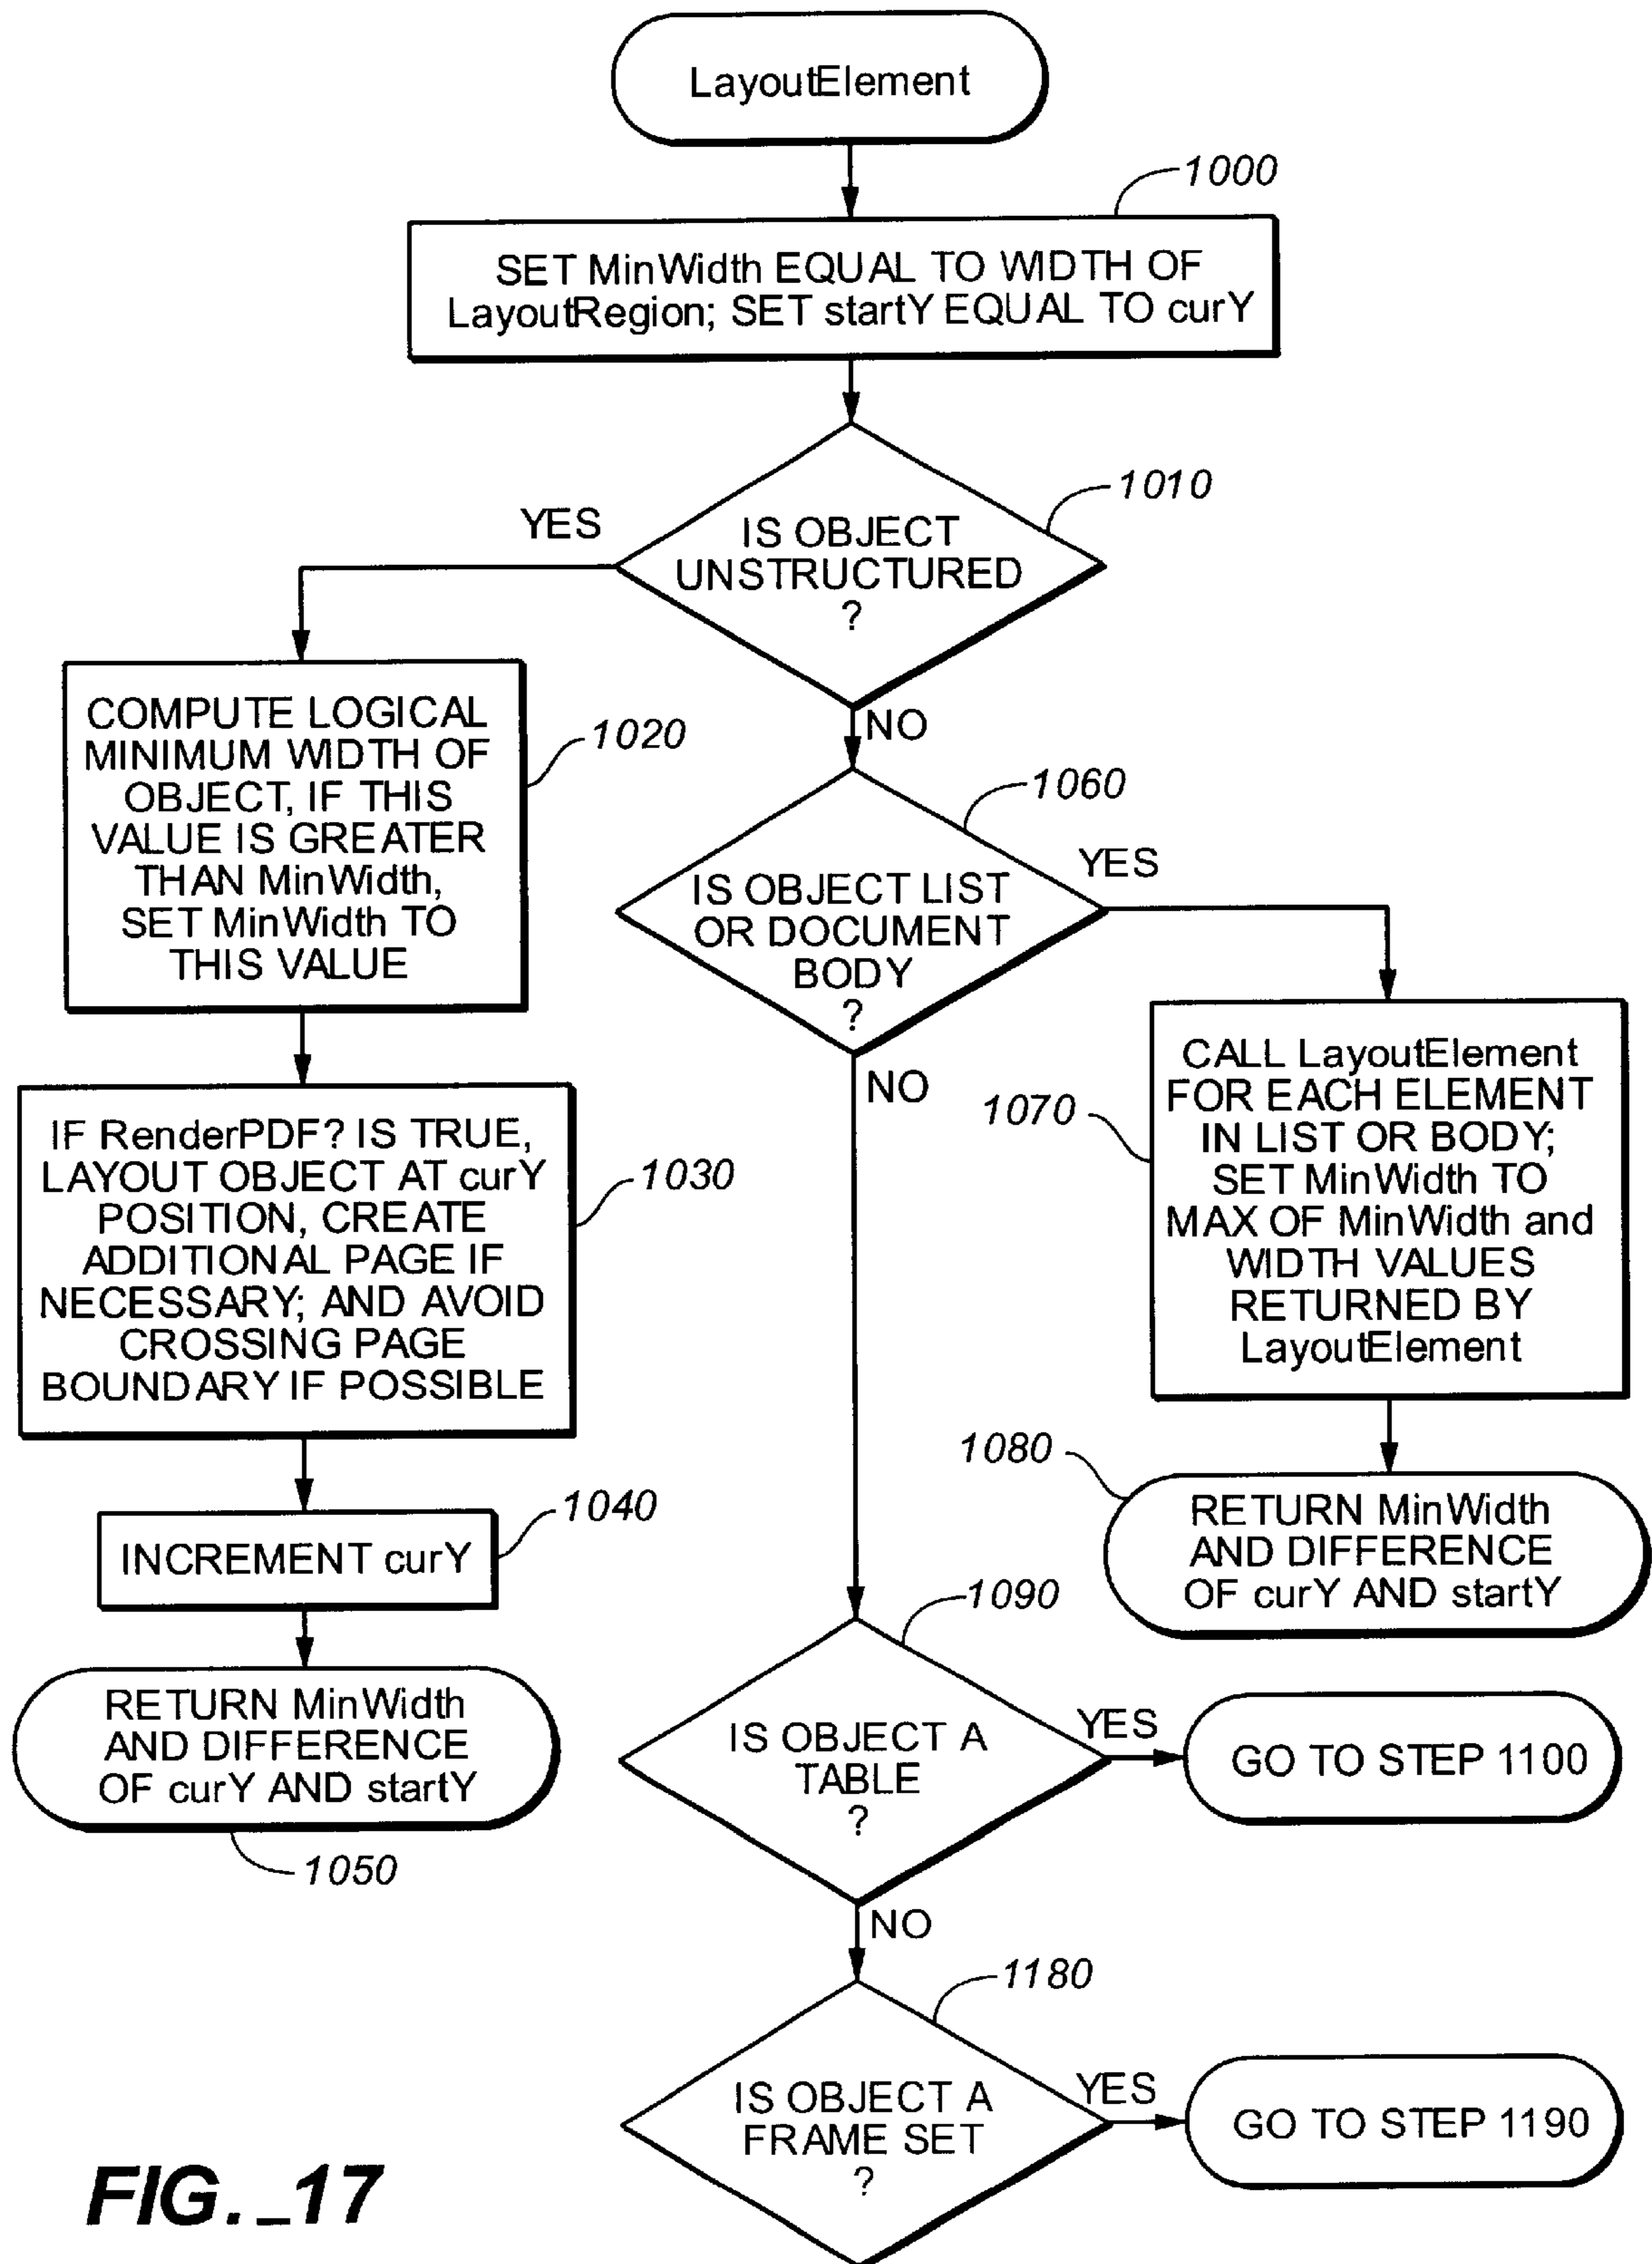 LayoutElement
1000
SET MinWidth EQUAL TO WIDTH OF
LayoutRegion; SET startY EQUAL TO curY
1010
YES
IS OBJECT
UNSTRUCTURED
?
NO
COMPUTE LOGICAL
MINIMUM WIDTH OF
OBJECT, IF THIS
VALUE IS GREATER
THAN MinWidth,
SET MinWidth TO
THIS VALUE
1020
1060
YES
IS OBJECT LIST
OR DOCUMENT
BODY
?
NO
IF RenderPDF? IS TRUE,
LAYOUT OBJECT AT curY
POSITION, CREATE
ADDITIONAL PAGE IF
NECESSARY; AND AVOID
CROSSING PAGE
BOUNDARY IF POSSIBLE
1030
1070
CALL LayoutElement
FOR EACH ELEMENT
IN LIST OR BODY;
SET MinWidth TO
MAX OF MinWidth and
WIDTH VALUES
RETURNED BY
LayoutElement
1080
RETURN MinWidth
AND DIFFERENCE
OF curY AND startY
1040
INCREMENT curY
RETURN MinWidth
AND DIFFERENCE
OF curY AND startY
1050
1090
IS OBJECT A
TABLE
?
YES
GO TO STEP 1100
NO
1180
IS OBJECT A
FRAME SET
?
YES
GO TO STEP 1190
FIG._17